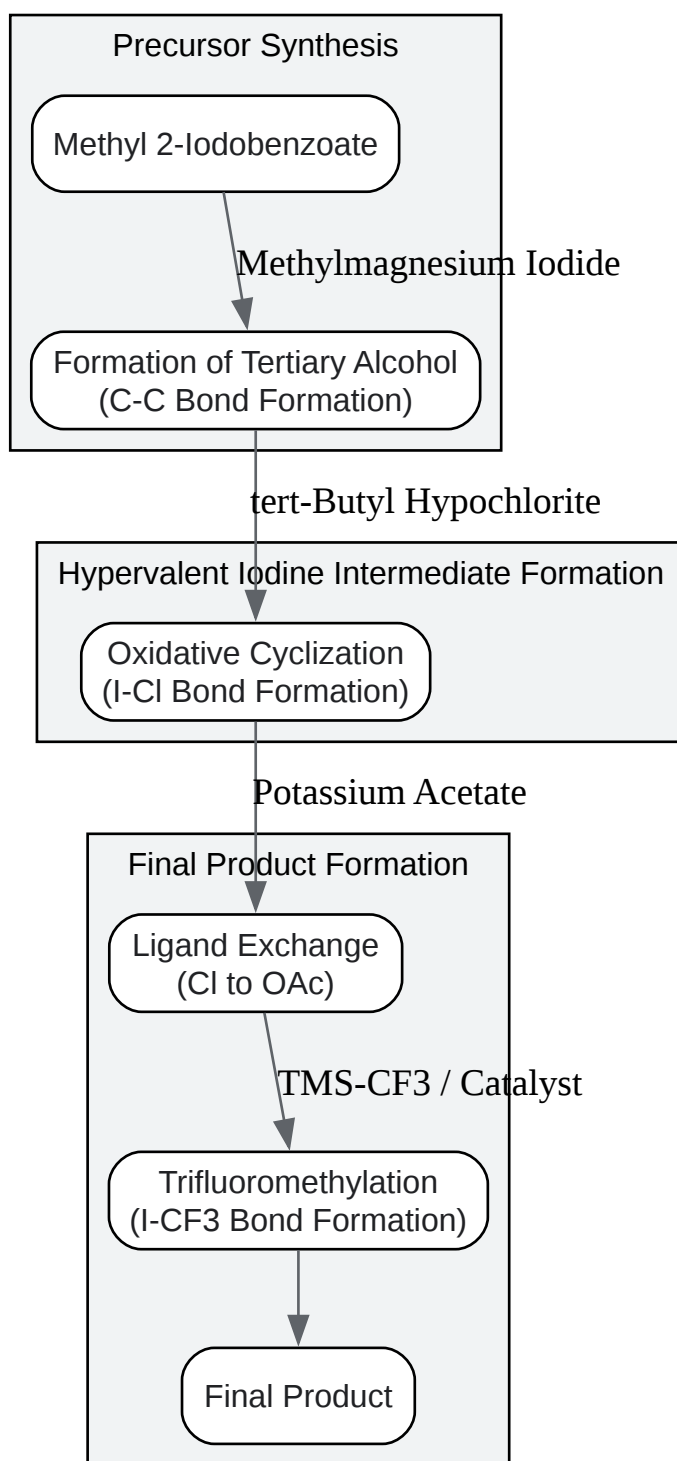 Precursor Synthesis
Methyl 2-Iodobenzoate
Methylmagnesium Iodide
Formation of Tertiary Alcohol
(C-C Bond Formation)
tert-Butyl Hypochlorite
Hypervalent Iodine Intermediate Formation
Oxidative Cyclization
(I-Cl Bond Formation)
Potassium Acetate
Final Product Formation
Ligand Exchange
(Cl to OAc)
TMS-CF3 / Catalyst
Trifluoromethylation
(I-CF3 Bond Formation)
Final Product